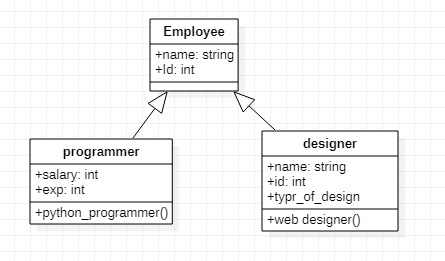 Employee
+name: string
+Id: int
programmer
+salary: int
+exp: int
+python_programmer()
designer
+name: string
+id: int
+typr_of_design
+web designer()